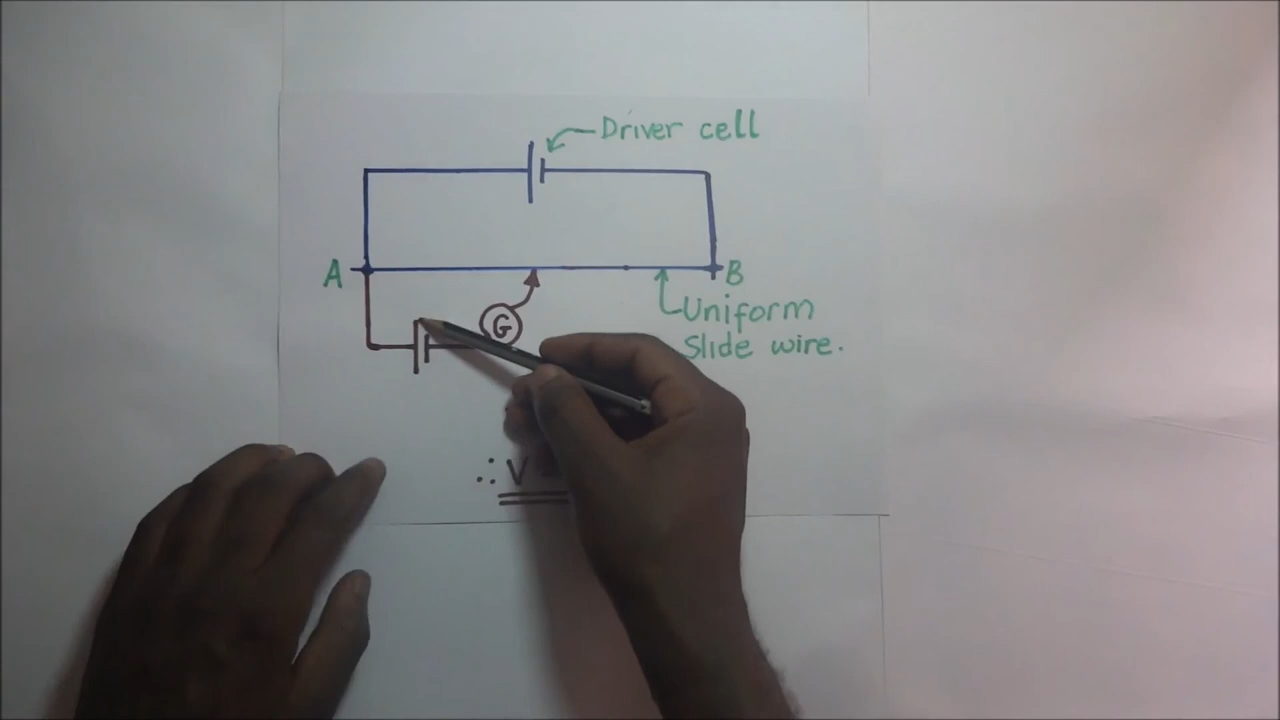 Driver cell
A
B
G
Uniform
Slide wire.
∴ V